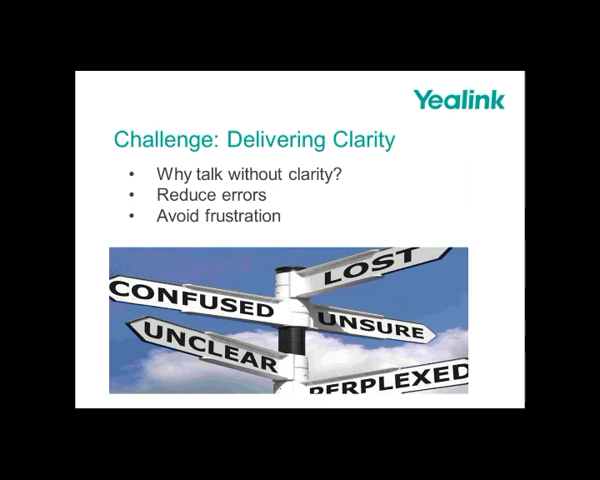 Yealink
Challenge: Delivering Clarity
• Why talk without clarity?
• Reduce errors
• Avoid frustration
LOST
CONFUSED
UNSURE
UNCLEAR
PERPLEXED